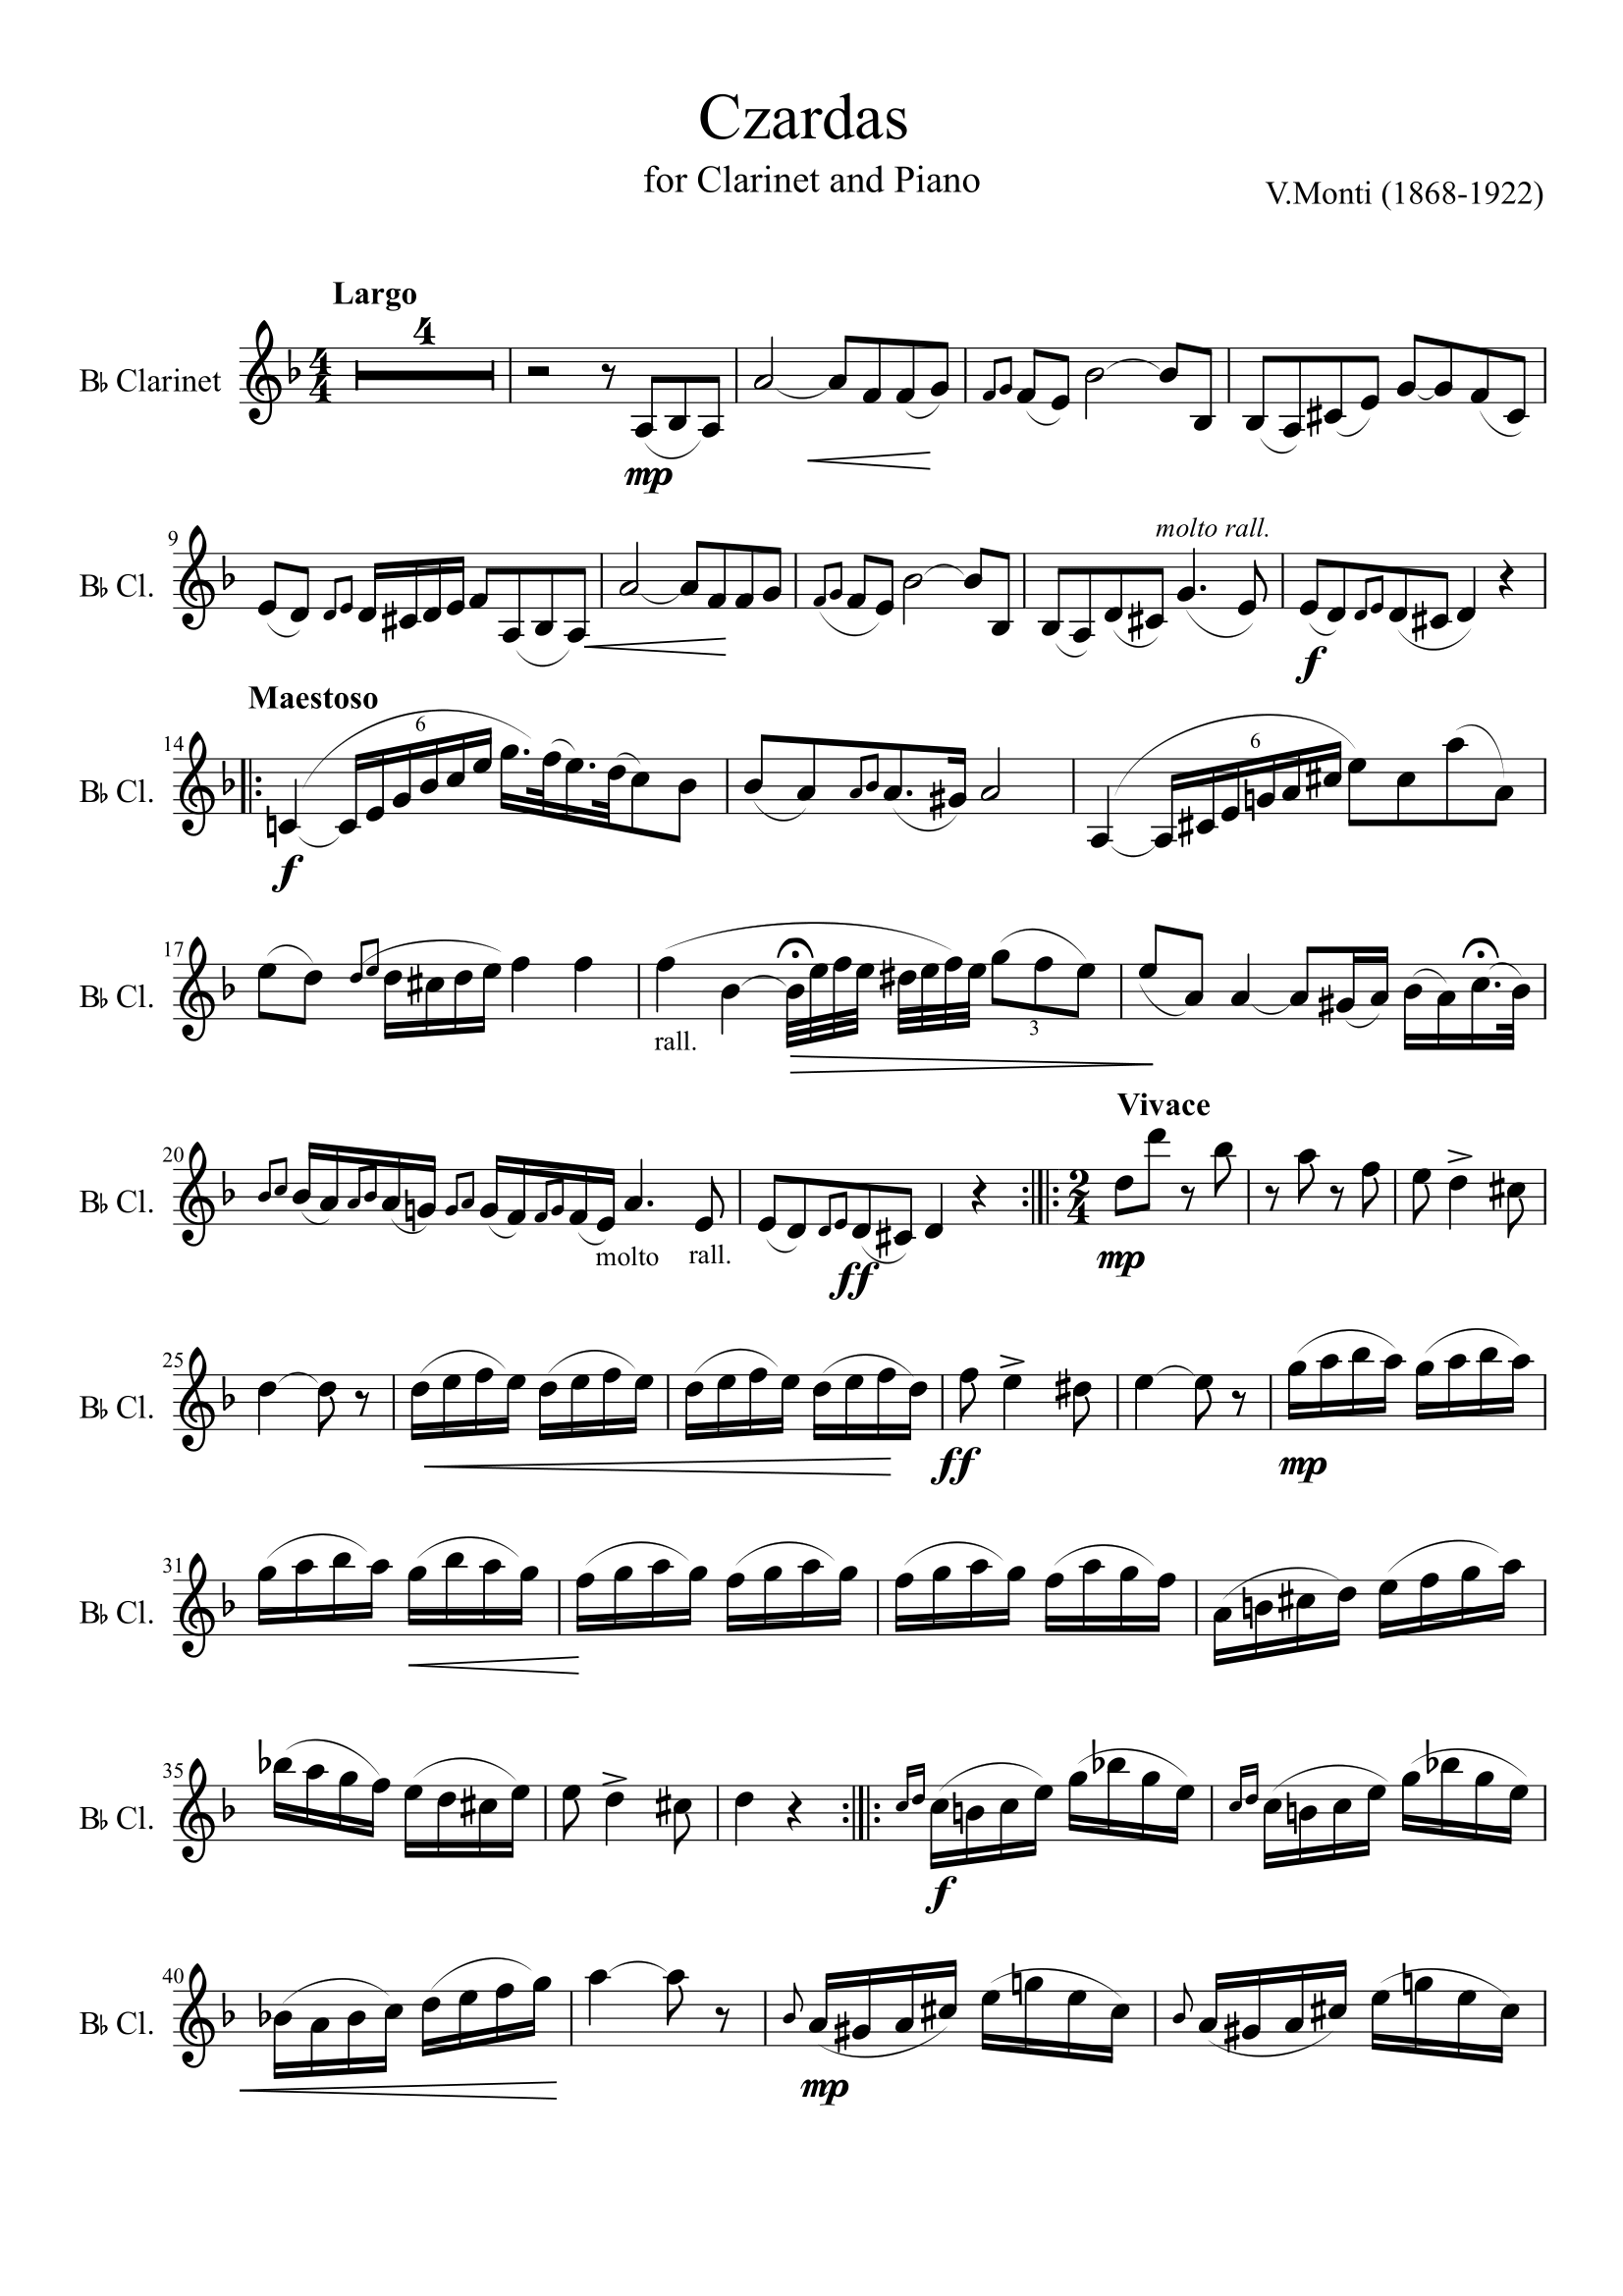 Czardas
for Clarinet and Piano
V.Monti (1868-1922)
Largo
4
B♭ Clarinet
4
4
mp
molto rall.
9
B♭ Cl.
f
Maestoso
14
6
6
B♭ Cl.
f
17
B♭ Cl.
3
rall.
Vivace
20
B♭ Cl.
2
4
molto
rall.
ff
mp
25
B♭ Cl.
ff
mp
31
B♭ Cl.
35
B♭ Cl.
f
40
B♭ Cl.
mp